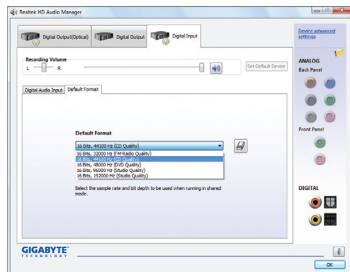 Realtek HD Audio Manager
Digital Output(Optical)
Digital Output
Digital Input
Device advanced settings
Recording Volume
L
R
Set Default Device
ANALOG
Back Panel
Digital Audio Input
Default Format
Default Format
16 Bits, 44100 Hz (CD Quality)
16 Bits, 32000 Hz (FM Radio Quality)
16 Bits, 44100 Hz (CD Quality)
16 Bits, 48000 Hz (DVD Quality)
16 Bits, 96000 Hz (Studio Quality)
16 Bits, 192000 Hz (Studio Quality)
Select the sample rate and bit depth to be used when running in shared
mode.
Front Panel
DIGITAL
GIGABYTE
TECHNOLOGY
i
OK